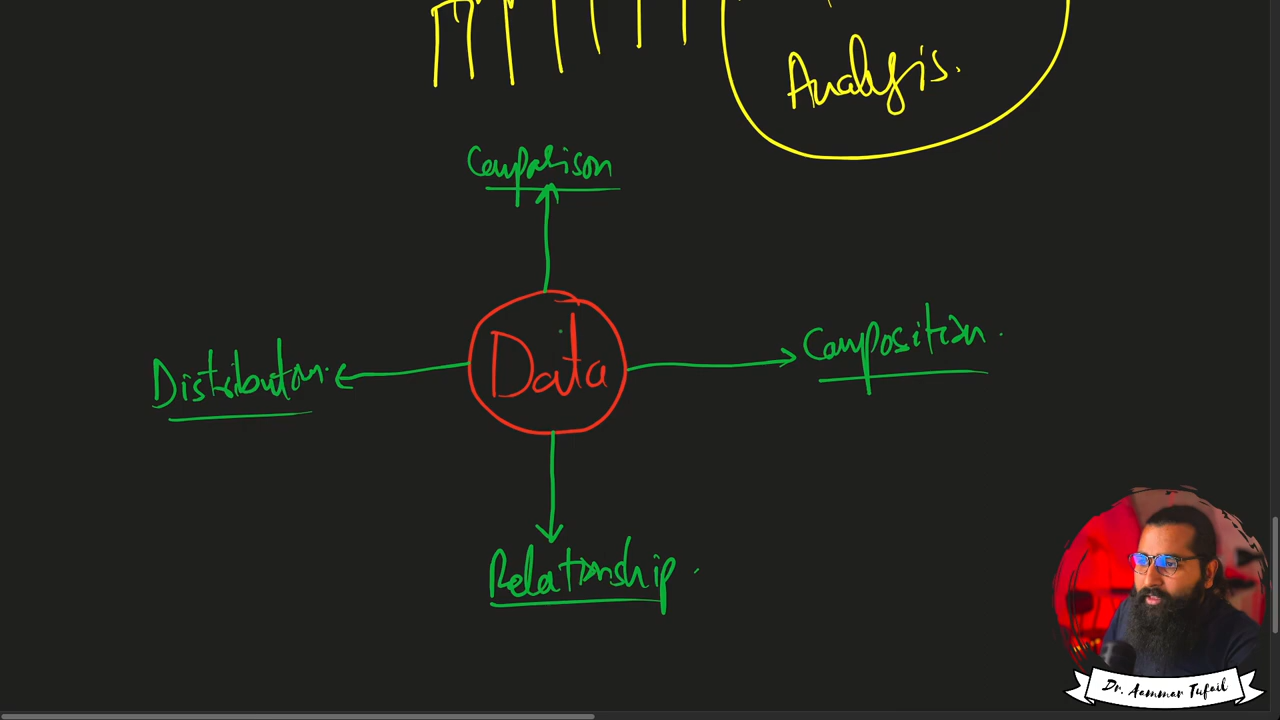 Analysis.
Comparison
Data
Composition.
Distribution.
Relationship.
Dr. Aammar Tufail